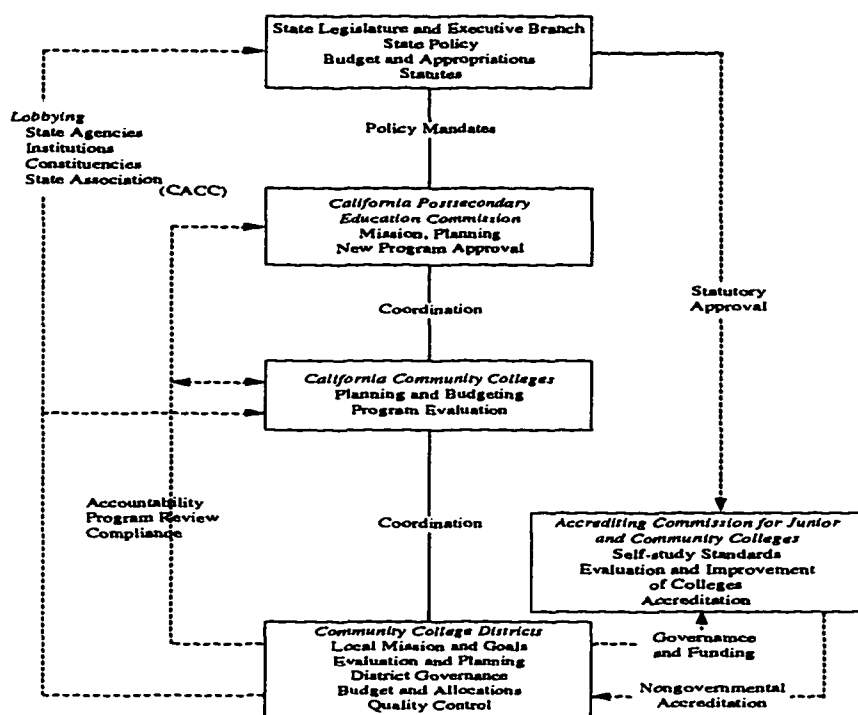 State Legislature and Executive Branch
State Policy
Budget and Appropriations
Statutes
Lobbying
State Agencies
Institutions
Constituencies
State Association
(CACC)
Policy Mandates
California Postsecondary
Education Commission
Mission, Planning
New Program Approval
Statutory
Approval
Coordination
California Community Colleges
Planning and Budgeting
Program Evaluation
Accountability
Program Review
Compliance
Coordination
Accrediting Commission for Junior
and Community Colleges
Self-study Standards
Evaluation and Improvement
of Colleges
Accreditation
Community College Districts
Local Mission and Goals
Evaluation and Planning
District Governance
Budget and Allocations
Quality Control
Governance
and Funding
Nongovernmental
Accreditation